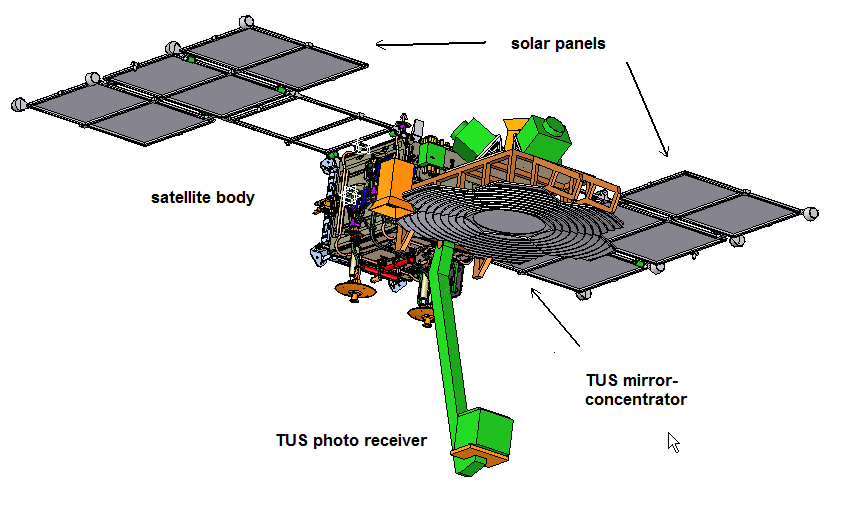 solar panels
satellite body
TUS mirror-
concentrator
TUS photo receiver